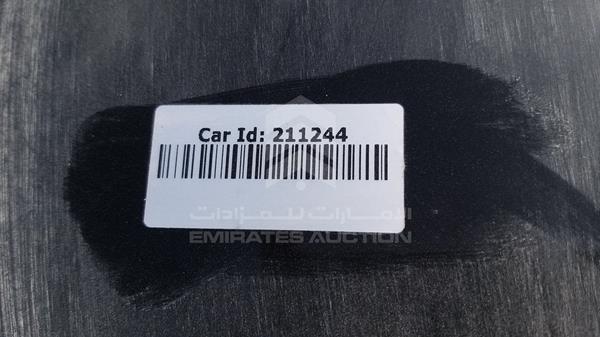 Car Id: 211244
الإمارات للمزادات
EMIRATES AUCTION